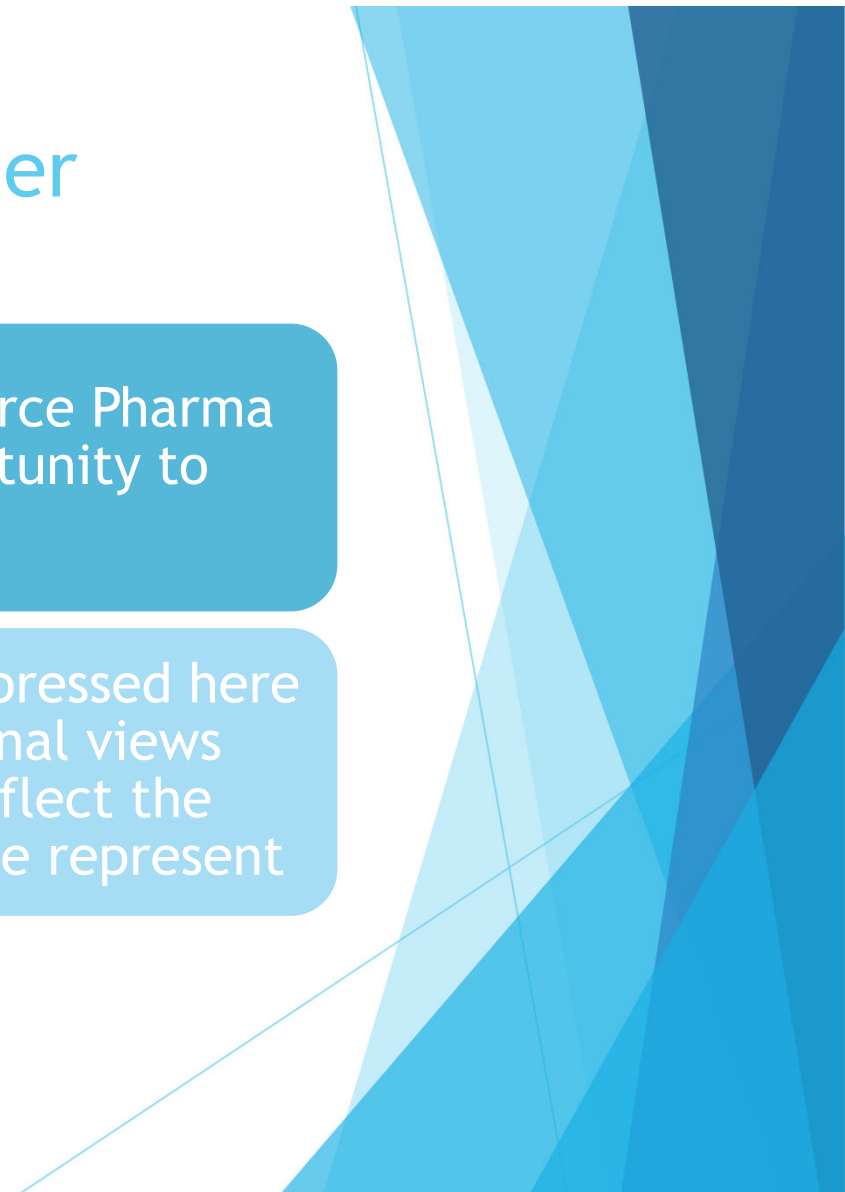 er
rce Pharma
tunity to
pressed here
nal views
flect the
e represent